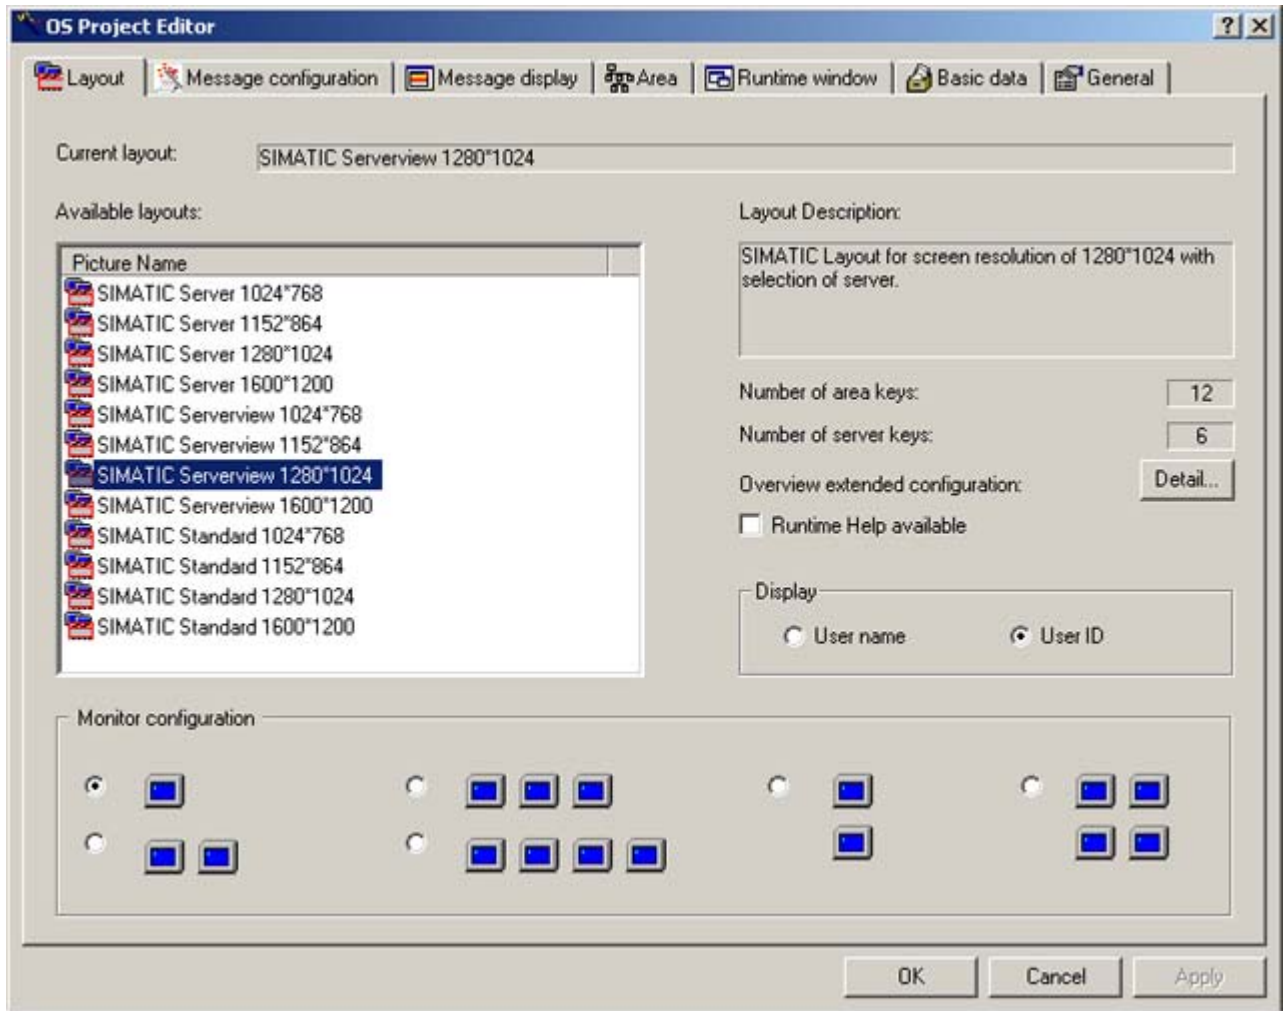 OS Project Editor
Layout Message configuration Message display Area Runtime window Basic data General
Current layout: SIMATIC Serverview 1280*1024
Available layouts:
Picture Name
SIMATIC Server 1024*768
SIMATIC Server 1152*864
SIMATIC Server 1280*1024
SIMATIC Server 1600*1200
SIMATIC Serverview 1024*768
SIMATIC Serverview 1152*864
SIMATIC Serverview 1280*1024
SIMATIC Serverview 1600*1200
SIMATIC Standard 1024*768
SIMATIC Standard 1152*864
SIMATIC Standard 1280*1024
SIMATIC Standard 1600*1200
Layout Description:
SIMATIC Layout for screen resolution of 1280*1024 with
selection of server.
Number of area keys: 12
Number of server keys: 6
Overview extended configuration: Detail...
Runtime Help available
Display
User name User ID
Monitor configuration
OK Cancel Apply